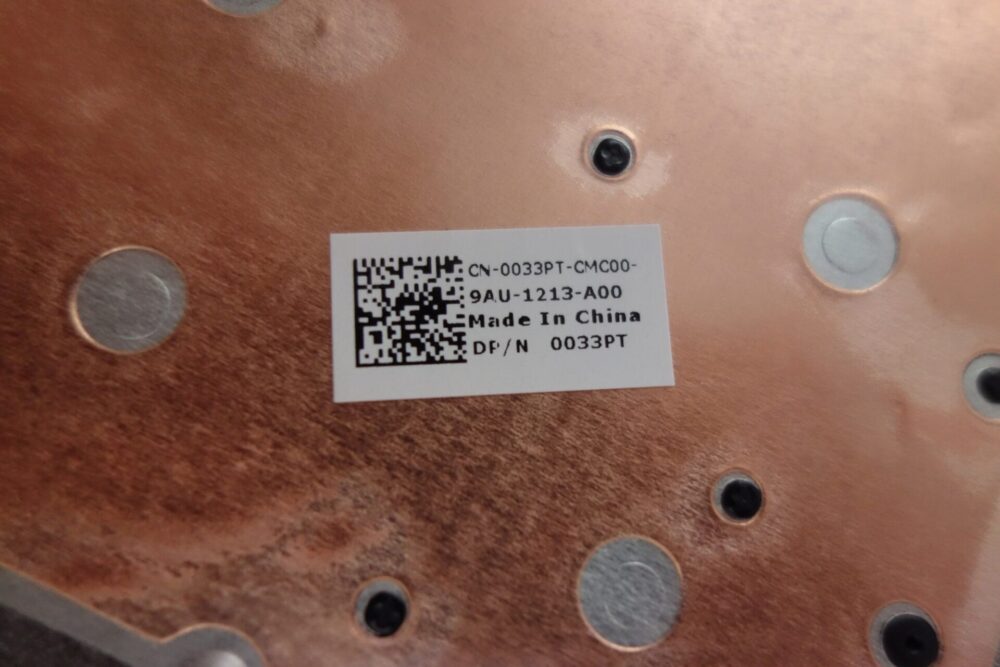 CN-0033PT-CMC00-
9AU-1213-A00
Made In China
DP/N 0033PT